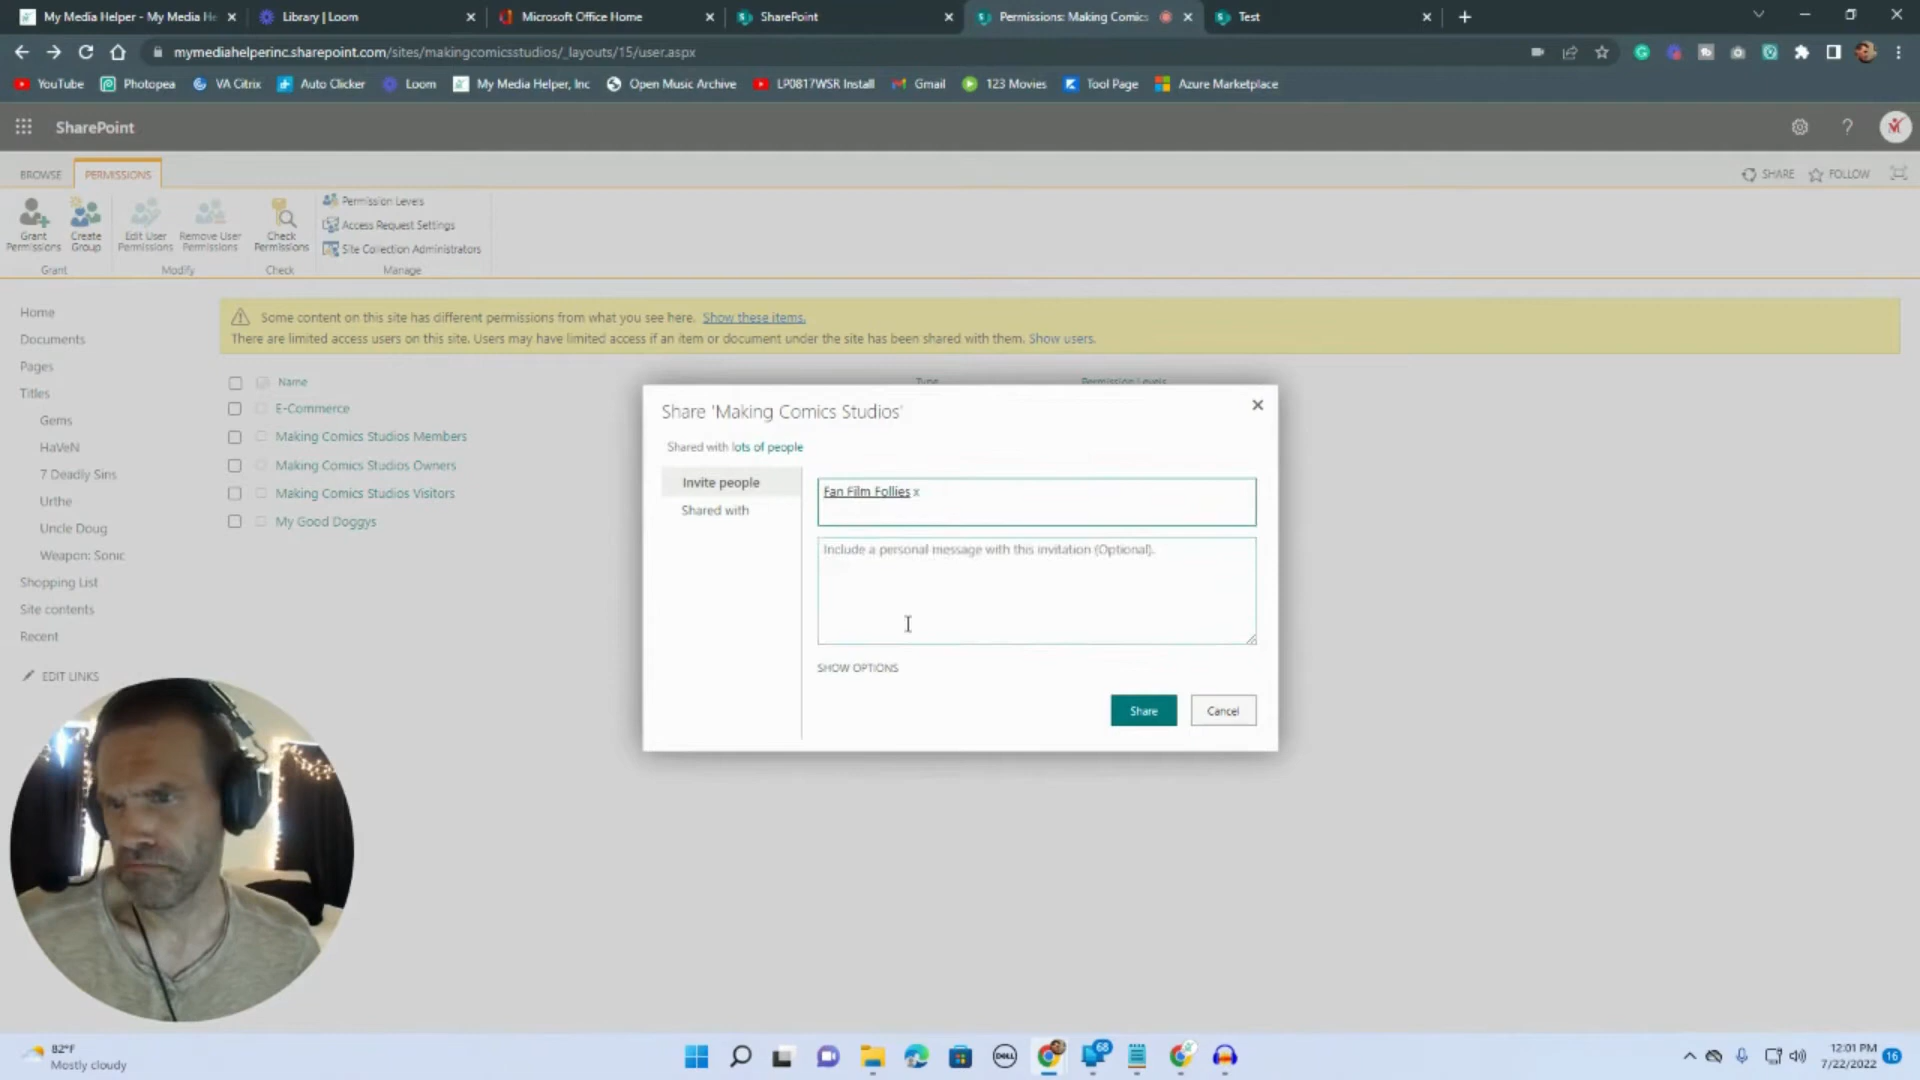 My Media Helper - My Media He
Library | Loom
Microsoft Office Home
SharePoint
Permissions: Making Comics
Test
mymediahelperinc.sharepoint.com/sites/makingcomicsstudios/_layouts/15/user.aspx
YouTube
Photopea
VA Citrix
Auto Clicker
Loom
My Media Helper, Inc
Open Music Archive
LP0817WSR Install
Gmail
123 Movies
Tool Page
Azure Marketplace
SharePoint
BROWSE
PERMISSIONS
SHARE
FOLLOW
Grant Permissions
Create Group
Edit User Permissions
Remove User Permissions
Check Permissions
Permission Levels
Access Request Settings
Site Collection Administrators
Grant
Modify
Check
Manage
Some content on this site has different permissions from what you see here. Show these items.
There are limited access users on this site. Users may have limited access if an item or document under the site has been shared with them. Show users.
Home
Documents
Pages
Titles
Gems
HaVeN
7 Deadly Sins
Urthe
Uncle Doug
Weapon: Sonic
Shopping List
Site contents
Recent
EDIT LINKS
Name
Type
Permission Levels
E-Commerce
Making Comics Studios Members
Making Comics Studios Owners
Making Comics Studios Visitors
My Good Doggys
Share 'Making Comics Studios'
Shared with lots of people
Invite people
Shared with
Fan Film Follies x
Include a personal message with this invitation (Optional).
SHOW OPTIONS
Share
Cancel
82°F
Mostly cloudy
DELL
68
12:01 PM
7/22/2022
16